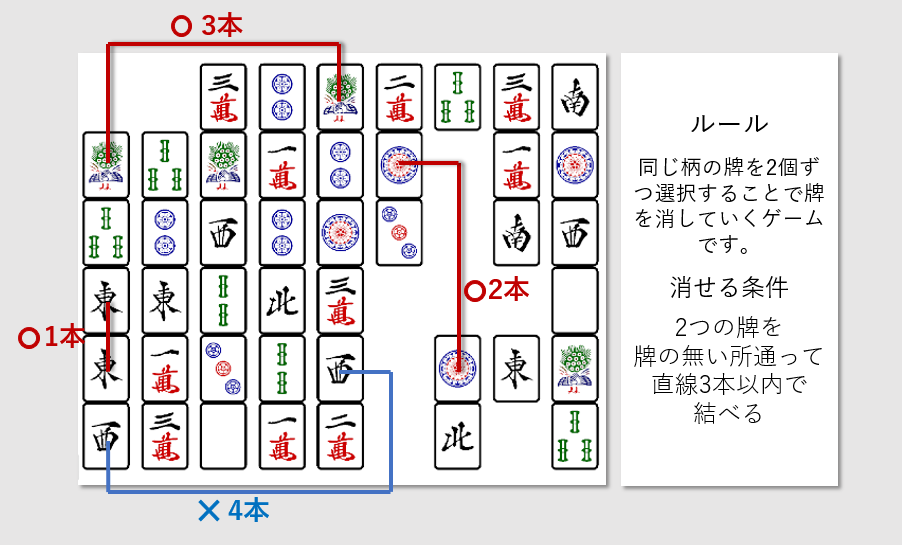 ○ 3本
三萬 二萬 三萬 南
一萬 一萬
西 南 西
○2本
東 東 北 三萬
○1本
東 一萬 西 東
西 三萬 一萬 二萬 北
× 4本
ルール
同じ柄の牌を2個ず
つ選択することで牌
を消していくゲーム
です。
消せる条件
2つの牌を
牌の無い所通って
直線3本以内で
結べる